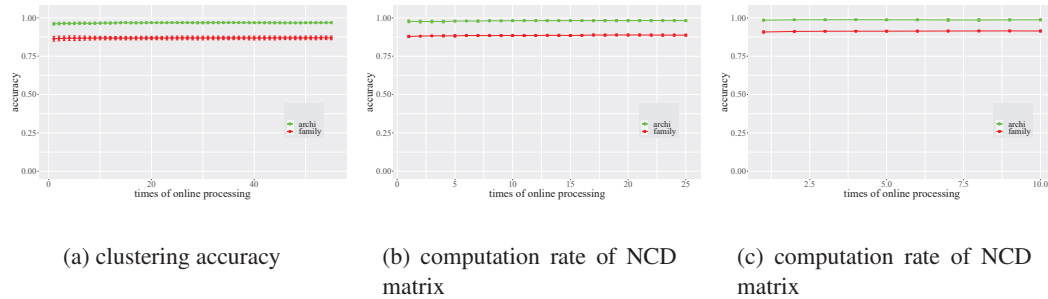 1.00
0.75
0.50
0.25
0.00
accuracy
archi
family
0
20
40
times of online processing
(a) clustering accuracy
1.00
0.75
0.50
0.25
0.00
accuracy
archi
family
0
5
10
15
20
25
times of online processing
(b) computation rate of NCD
matrix
1.00
0.75
0.50
0.25
0.00
accuracy
archi
family
2.5
5.0
7.5
10.0
times of online processing
(c) computation rate of NCD
matrix